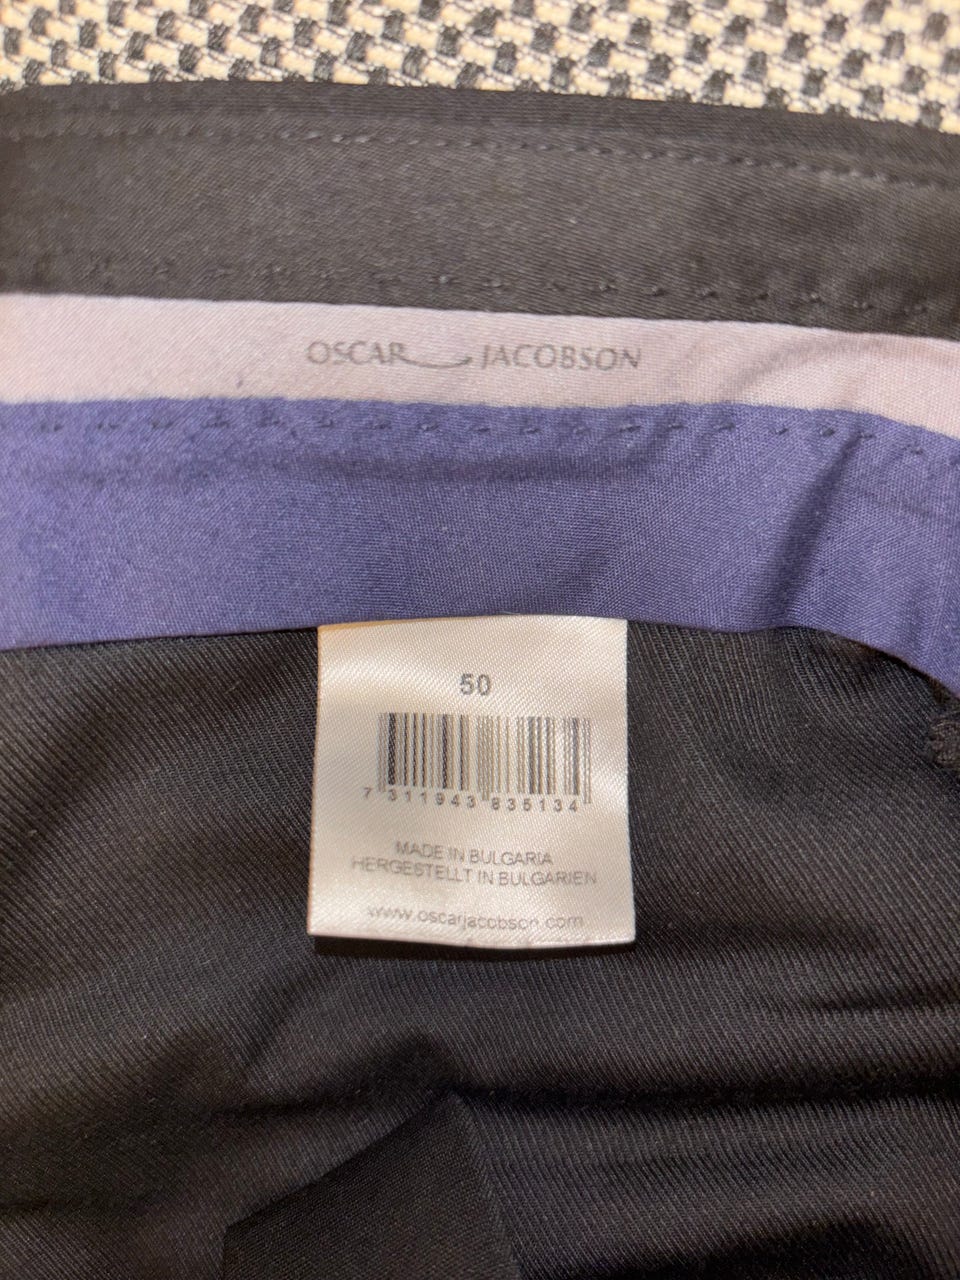 OSCAR JACOBSON
50
7 311943 835134
MADE IN BULGARIA
HERGESTELLT IN BULGARIEN
www.oscarjacobson.com